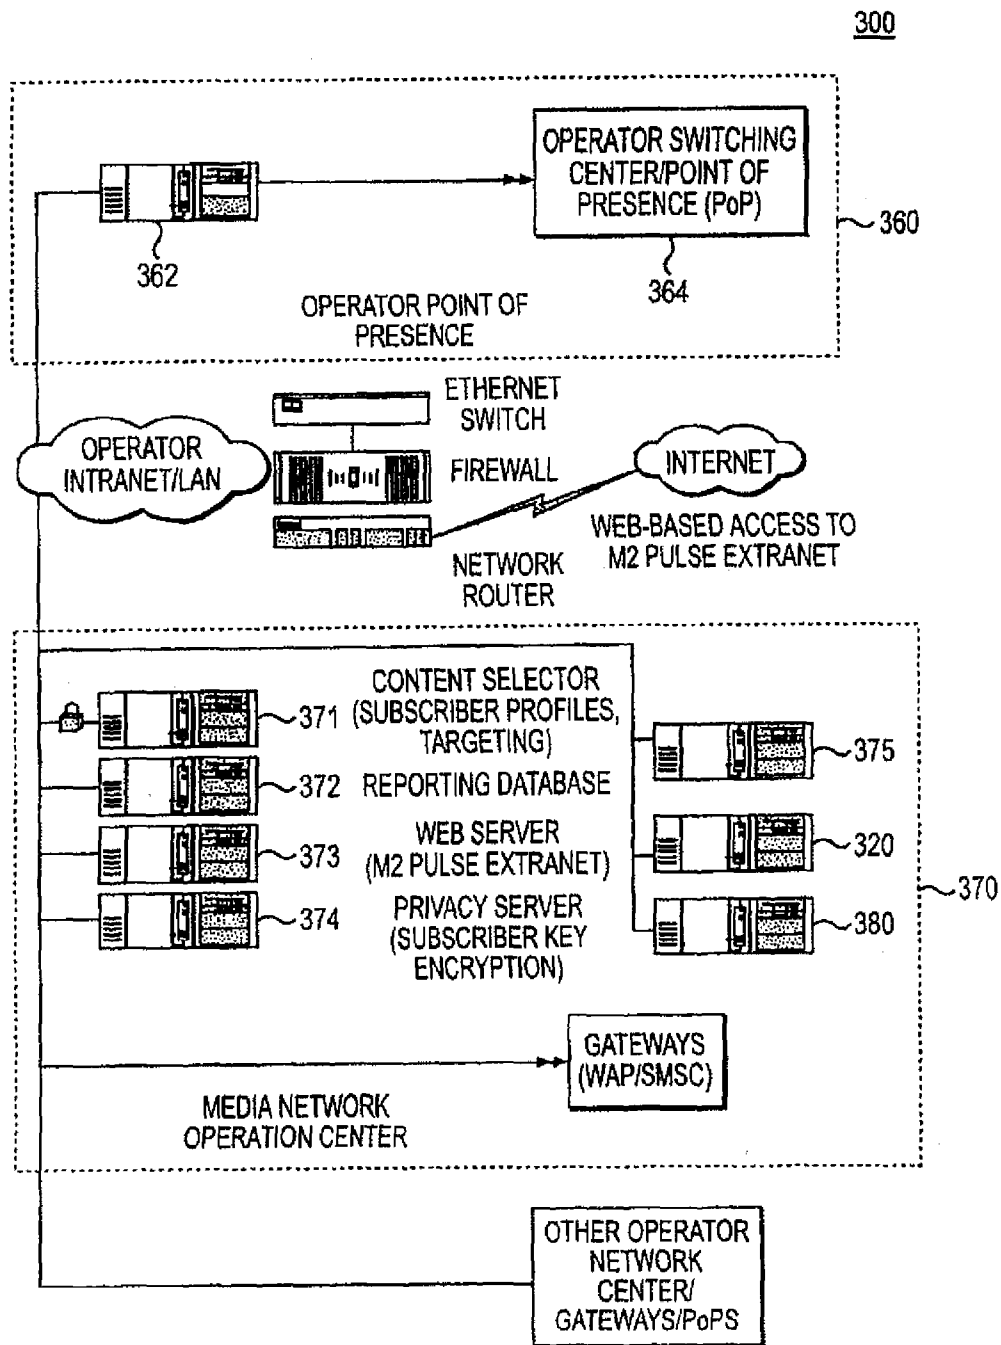 300
OPERATOR SWITCHING
CENTER/POINT OF
PRESENCE (PoP)
360
362
364
OPERATOR POINT OF
PRESENCE
ETHERNET
SWITCH
OPERATOR
INTRANET/LAN
FIREWALL
INTERNET
WEB-BASED ACCESS TO
M2 PULSE EXTRANET
NETWORK
ROUTER
CONTENT SELECTOR
(SUBSCRIBER PROFILES,
TARGETING)
371
375
372
REPORTING DATABASE
373
WEB SERVER
(M2 PULSE EXTRANET)
320
374
PRIVACY SERVER
(SUBSCRIBER KEY
ENCRYPTION)
380
370
GATEWAYS
(WAP/SMSC)
MEDIA NETWORK
OPERATION CENTER
OTHER OPERATOR
NETWORK
CENTER/
GATEWAYS/PoPS